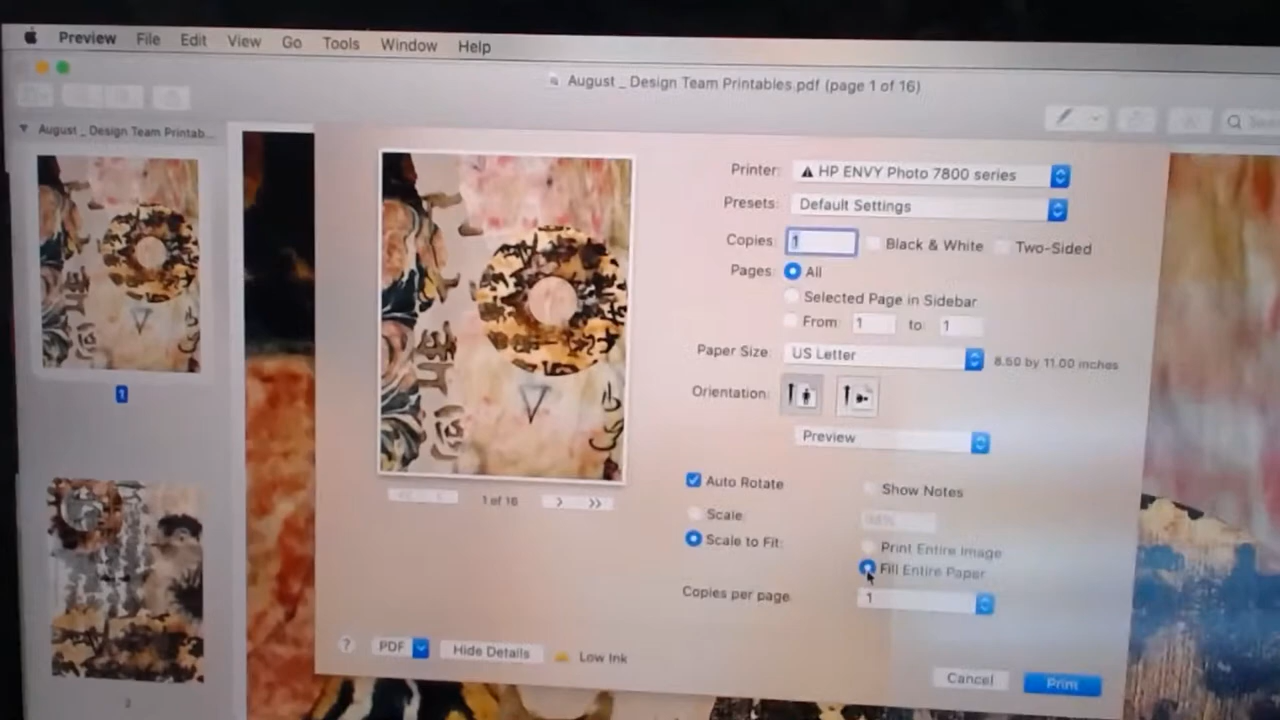 Preview File Edit View Go Tools Window Help
August _ Design Team Printables.pdf (page 1 of 16)
August _ Design Team Printab...
1
Printer: HP ENVY Photo 7800 series
Presets: Default Settings
Copies: 1 Black & White Two-Sided
Pages: All
Selected Page in Sidebar
From: 1 to: 1
Paper Size: US Letter 8.50 by 11.00 inches
Orientation:
Preview
Auto Rotate Show Notes
Scale:
Scale to Fit: Print Entire Image
Fill Entire Paper
Copies per page: 1
1 of 16
? PDF Hide Details Low Ink
Cancel Print